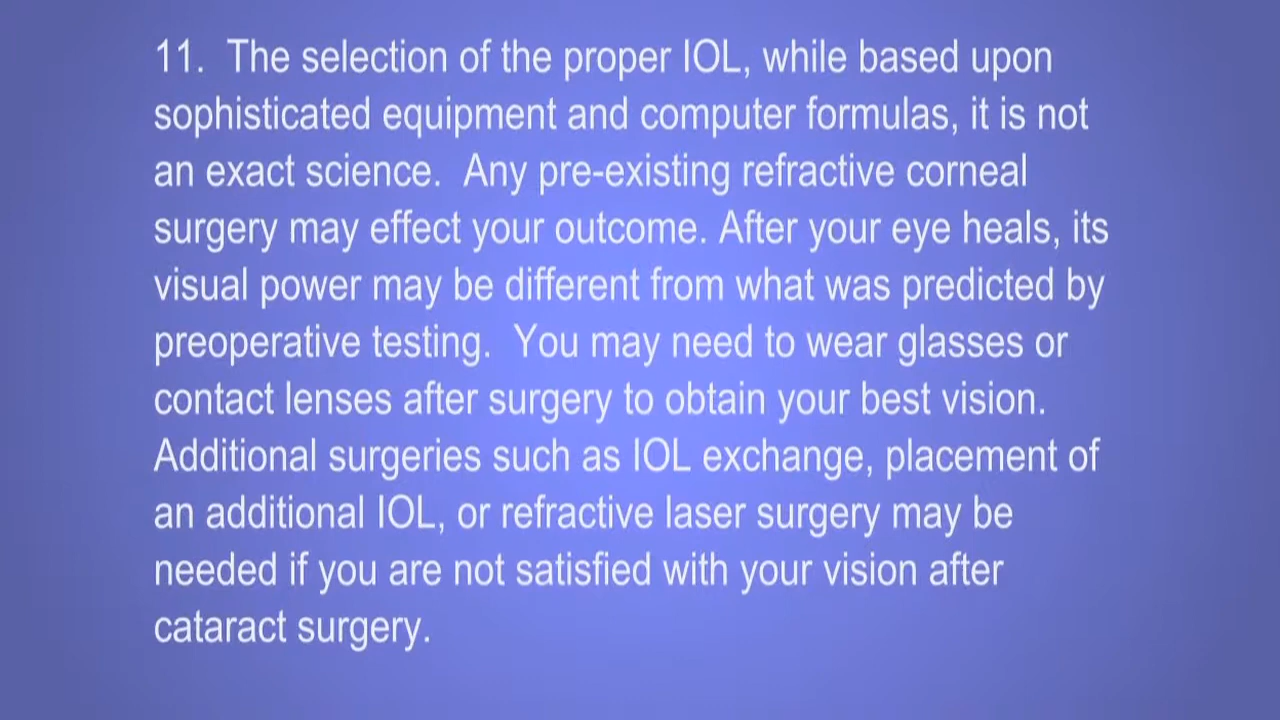 11.  The selection of the proper IOL, while based upon
sophisticated equipment and computer formulas, it is not
an exact science.  Any pre-existing refractive corneal
surgery may effect your outcome. After your eye heals, its
visual power may be different from what was predicted by
preoperative testing.  You may need to wear glasses or
contact lenses after surgery to obtain your best vision.
Additional surgeries such as IOL exchange, placement of
an additional IOL, or refractive laser surgery may be
needed if you are not satisfied with your vision after
cataract surgery.